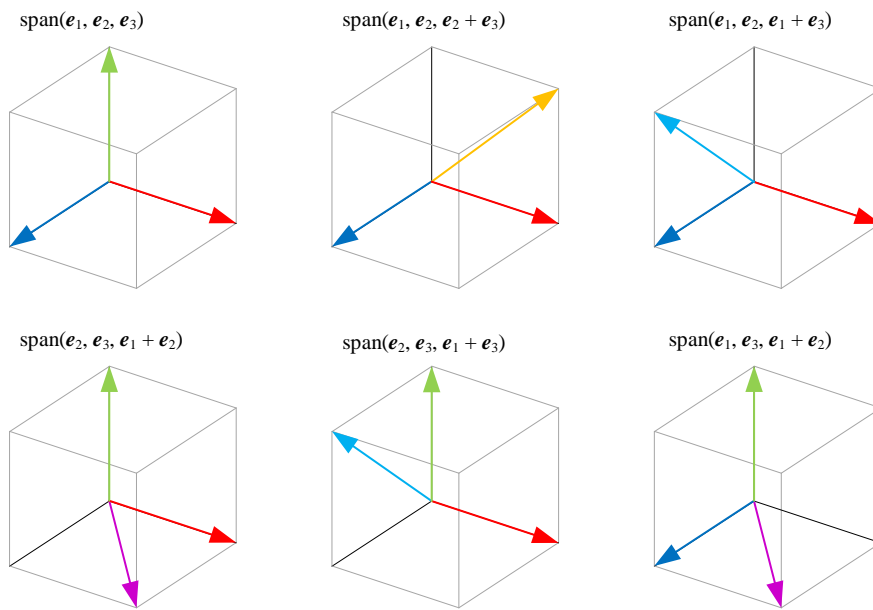 span(e₁, e₂, e₃)
span(e₁, e₂, e₂ + e₃)
span(e₁, e₂, e₁ + e₃)
span(e₂, e₃, e₁ + e₂)
span(e₂, e₃, e₁ + e₃)
span(e₁, e₃, e₁ + e₂)